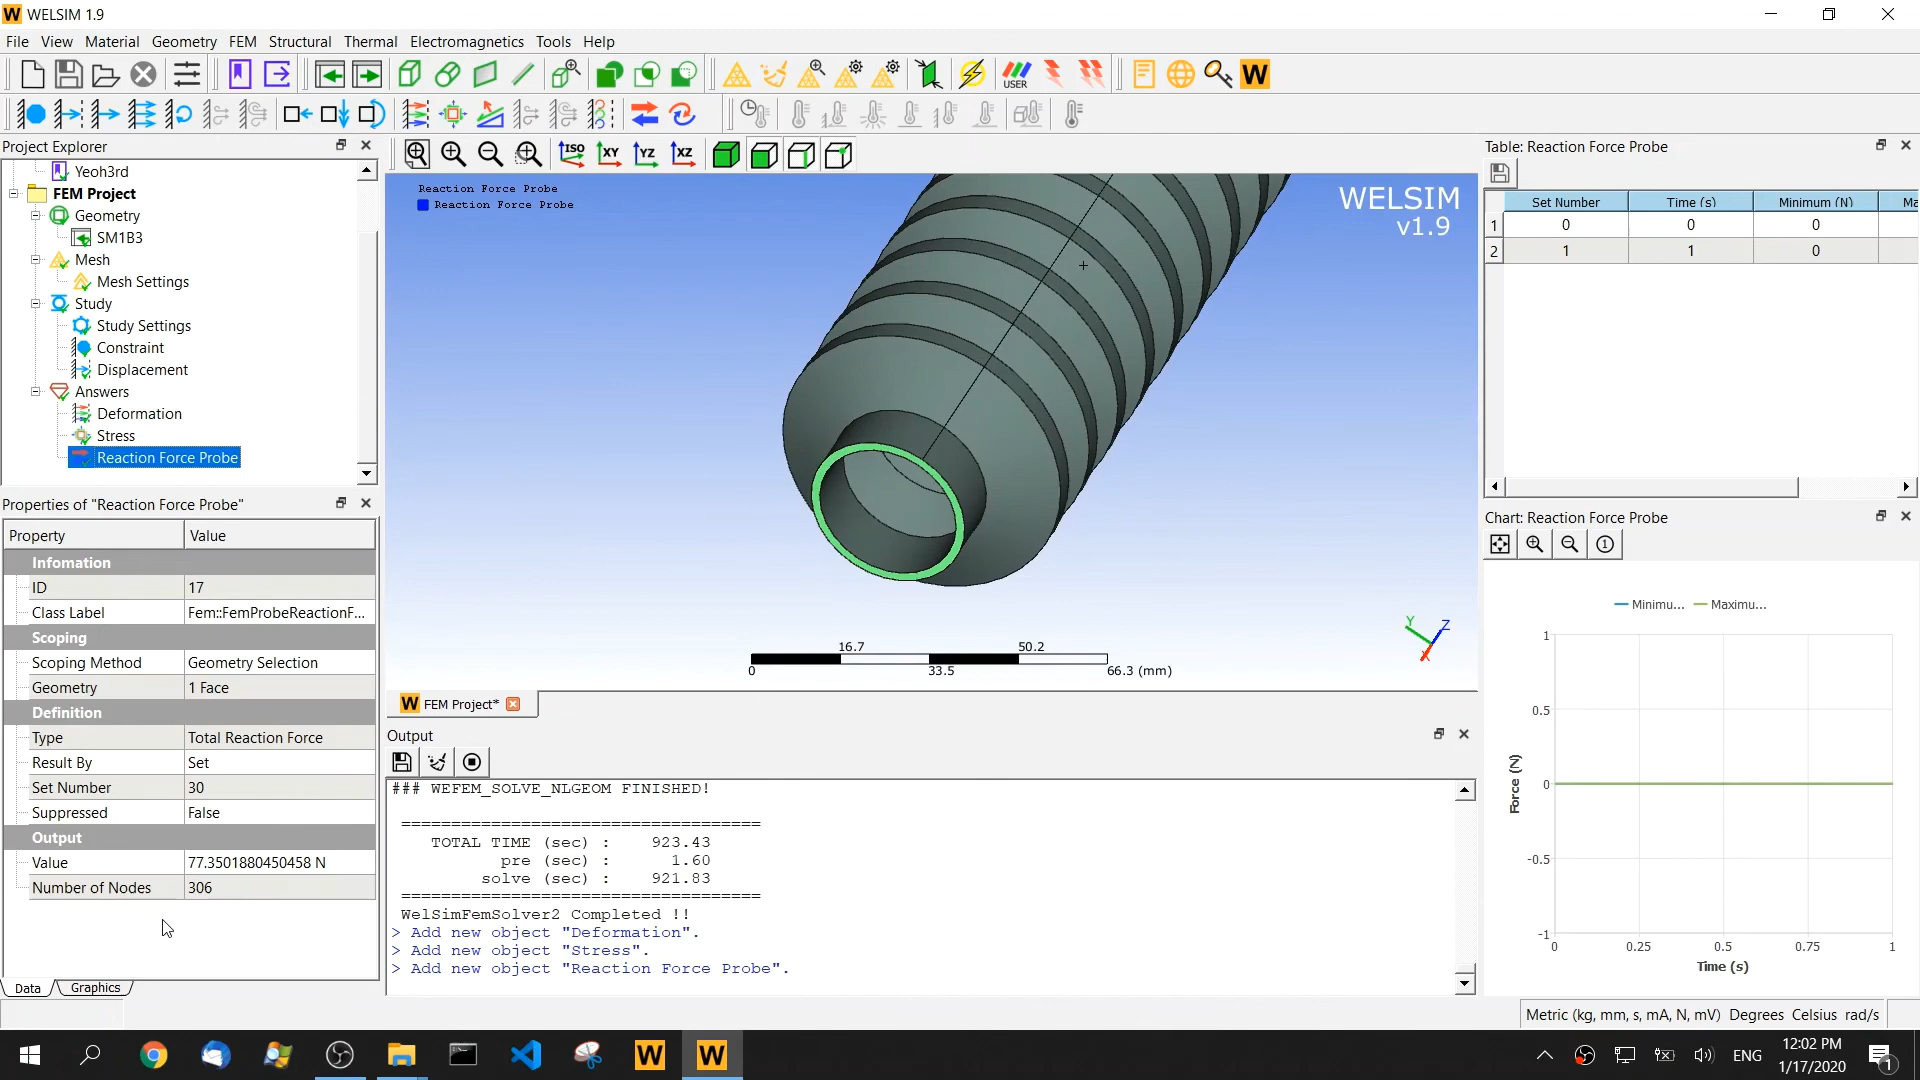 WELSIM 1.9
File View Material Geometry FEM Structural Thermal Electromagnetics Tools Help
USER
W
Project Explorer
Yeoh3rd
FEM Project
Geometry
SM1B3
Mesh
Mesh Settings
Study
Study Settings
Constraint
Displacement
Answers
Deformation
Stress
Reaction Force Probe
Properties of "Reaction Force Probe"
Property Value
Infomation
ID 17
Class Label Fem::FemProbeReactionF...
Scoping
Scoping Method Geometry Selection
Geometry 1 Face
Definition
Type Total Reaction Force
Result By Set
Set Number 30
Suppressed False
Output
Value 77.3501880450458 N
Number of Nodes 306
Data Graphics
ISO XY YZ XZ
Reaction Force Probe
Reaction Force Probe
WELSIM
v1.9
Y Z
X
16.7 50.2
0 33.5 66.3 (mm)
W FEM Project*
Output
### WEFEM_SOLVE_NLGEOM FINISHED!
====================================
TOTAL TIME (sec) : 923.43
pre (sec) : 1.60
solve (sec) : 921.83
====================================
WelSimFemSolver2 Completed !!
> Add new object "Deformation".
> Add new object "Stress".
> Add new object "Reaction Force Probe".
Table: Reaction Force Probe
Set Number Time (s) Minimum (N) Ma
1 0 0 0
2 1 1 0
Chart: Reaction Force Probe
Minimu... Maximu...
1
0.5
0
-0.5
-1
0 0.25 0.5 0.75 1
Force (N)
Time (s)
Metric (kg, mm, s, mA, N, mV) Degrees Celsius rad/s
W W
ENG
12:02 PM
1/17/2020
1